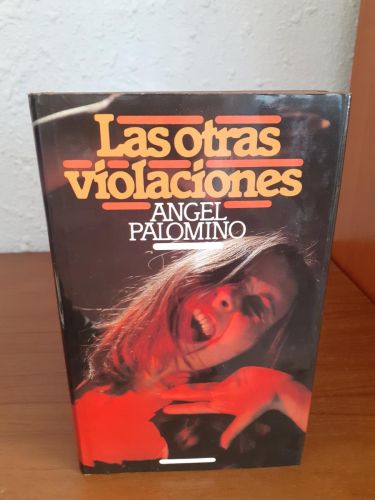 Las otras
violaciones
ANGEL
PALOMINO